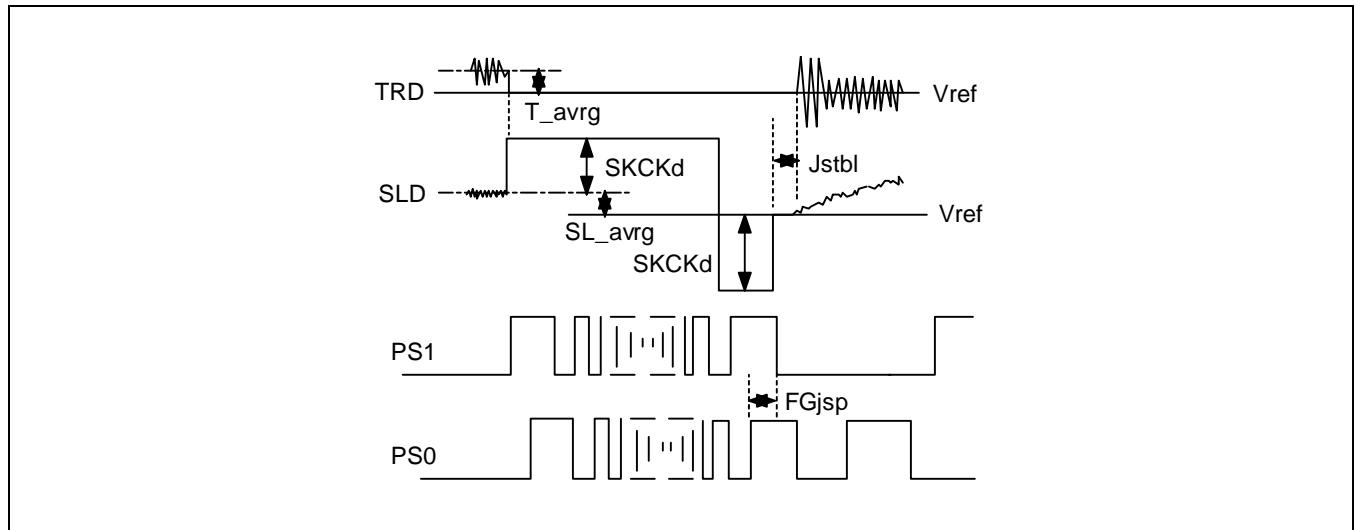 TRD
Vref
T_avrg
SKCKd
Jstbl
SLD
Vref
SL_avrg
SKCKd
PS1
FGjsp
PS0